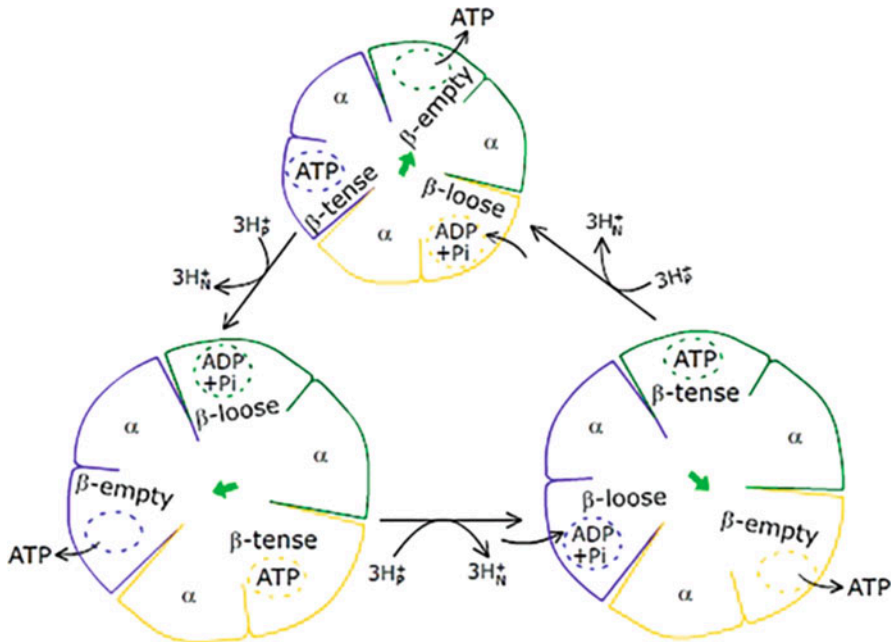 ATP
α
β-empty
α
ATP
β-tense
β-loose
α
ADP
+Pi
3H⁺P
3H⁺N
3H⁺N
3H⁺P
ADP
+Pi
β-loose
α
α
β-empty
ATP
β-tense
ATP
α
3H⁺P
3H⁺N
ATP
β-tense
α
α
β-loose
ADP
+Pi
β-empty
α
ATP